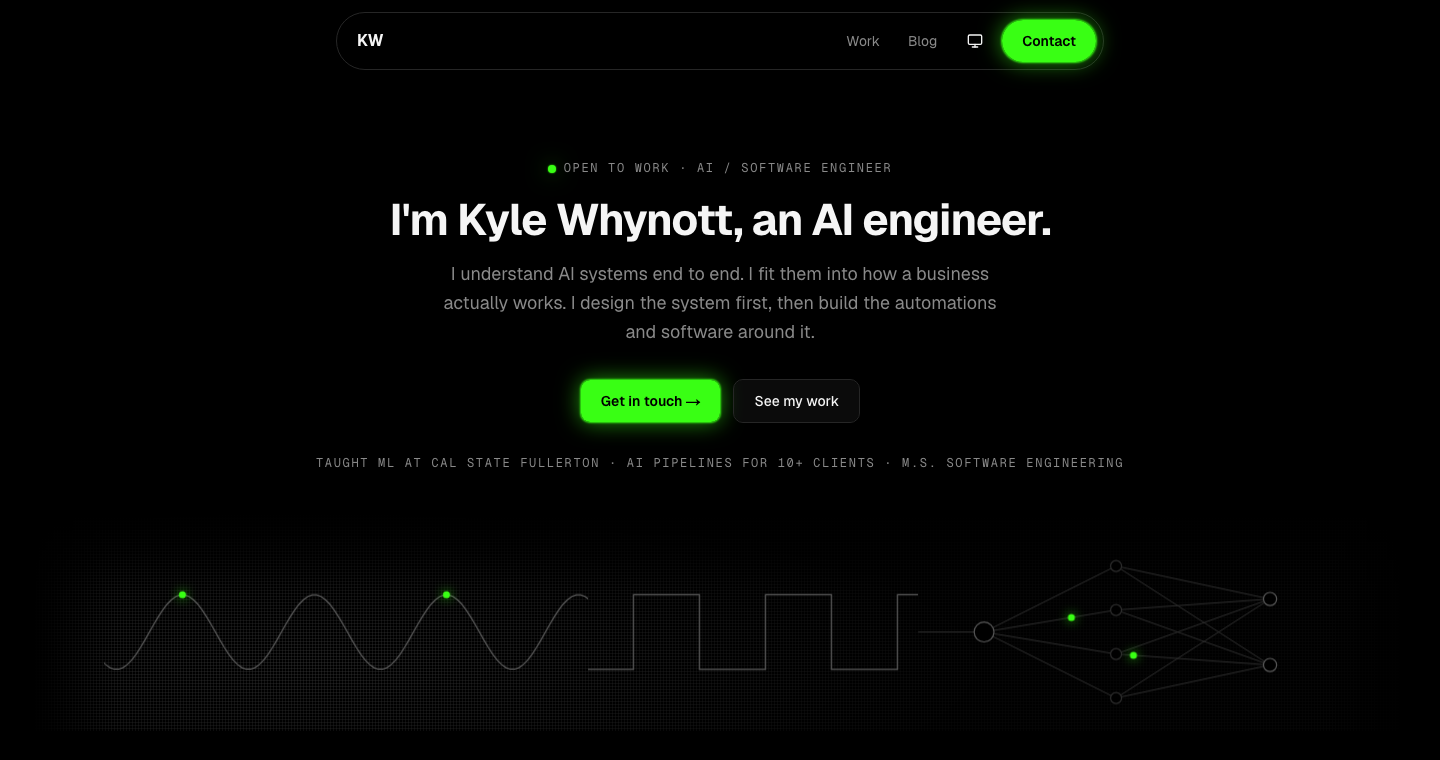 KW
Work
Blog
Contact
OPEN TO WORK · AI / SOFTWARE ENGINEER
I'm Kyle Whynott, an AI engineer.
I understand AI systems end to end. I fit them into how a business
actually works. I design the system first, then build the automations
and software around it.
Get in touch →
See my work
TAUGHT ML AT CAL STATE FULLERTON · AI PIPELINES FOR 10+ CLIENTS · M.S. SOFTWARE ENGINEERING